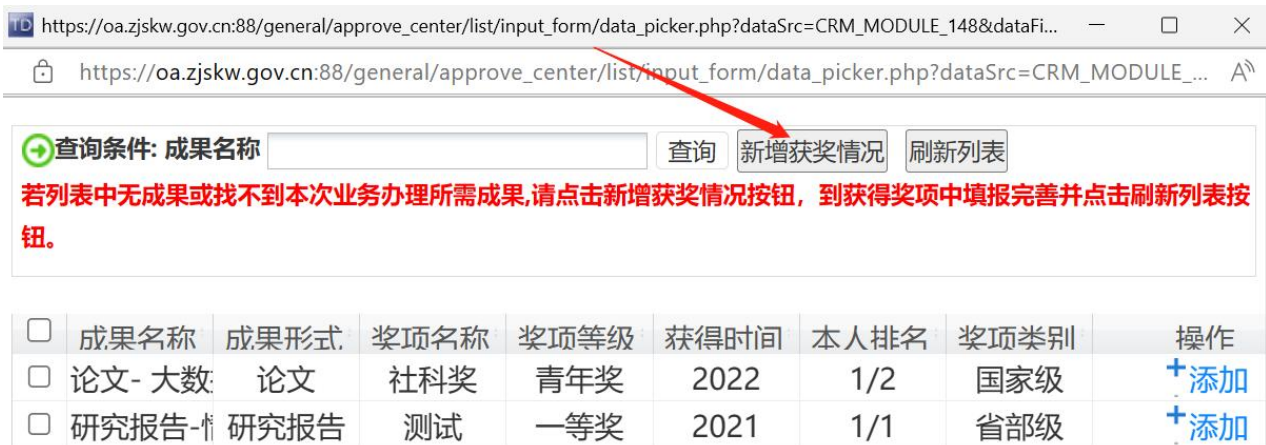 TD https://oa.zjskw.gov.cn:88/general/approve_center/list/input_form/data_picker.php?dataSrc=CRM_MODULE_148&dataFi...
https://oa.zjskw.gov.cn:88/general/approve_center/list/input_form/data_picker.php?dataSrc=CRM_MODULE_... A
查询条件: 成果名称 查询 新增获奖情况 刷新列表
若列表中无成果或找不到本次业务办理所需成果,请点击新增获奖情况按钮，到获得奖项中填报完善并点击刷新列表按
钮。
成果名称 成果形式 奖项名称 奖项等级 获得时间 本人排名 奖项类别 操作
论文- 大数 论文 社科奖 青年奖 2022 1/2 国家级 +添加
研究报告- 研究报告 测试 一等奖 2021 1/1 省部级 +添加